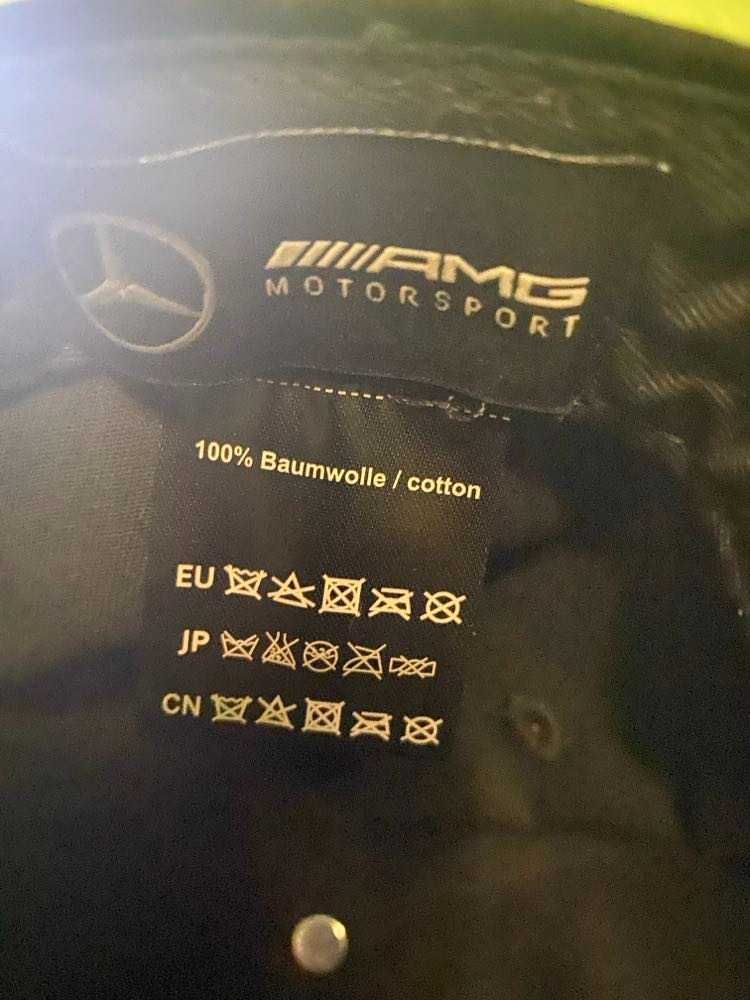 AMG
MOTORSPORT
100% Baumwolle / cotton
EU
JP
CN